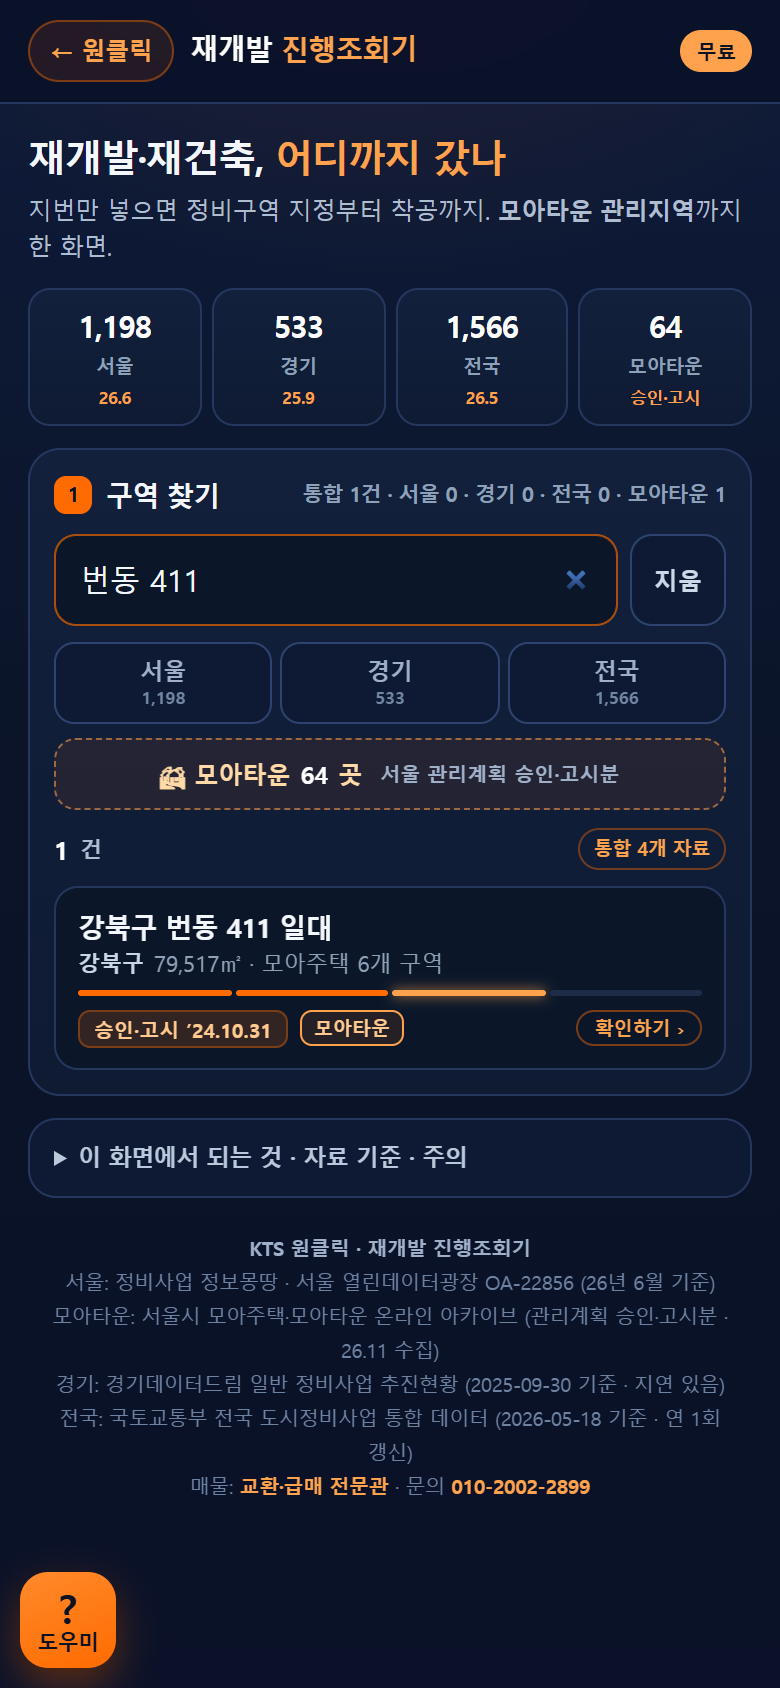 ← 원클릭
재개발 진행조회기
무료
재개발·재건축, 어디까지 갔나
지번만 넣으면 정비구역 지정부터 착공까지. 모아타운 관리지역까지
한 화면.
1,198
서울
26.6
533
경기
25.9
1,566
전국
26.5
64
모아타운
승인·고시
1 구역 찾기
통합 1건 · 서울 0 · 경기 0 · 전국 0 · 모아타운 1
번동 411
×
지움
서울
1,198
경기
533
전국
1,566
🏘 모아타운 64 곳 서울 관리계획 승인·고시분
1 건
통합 4개 자료
강북구 번동 411 일대
강북구 79,517㎡ · 모아주택 6개 구역
승인·고시 ’24.10.31
모아타운
확인하기 ›
▶ 이 화면에서 되는 것 · 자료 기준 · 주의
KTS 원클릭 · 재개발 진행조회기
서울: 정비사업 정보몽땅 · 서울 열린데이터광장 OA-22856 (26년 6월 기준)
모아타운: 서울시 모아주택·모아타운 온라인 아카이브 (관리계획 승인·고시분 ·
26.11 수집)
경기: 경기데이터드림 일반 정비사업 추진현황 (2025-09-30 기준 · 지연 있음)
전국: 국토교통부 전국 도시정비사업 통합 데이터 (2026-05-18 기준 · 연 1회
갱신)
매물: 교환·급매 전문관 · 문의 010-2002-2899
?
도우미